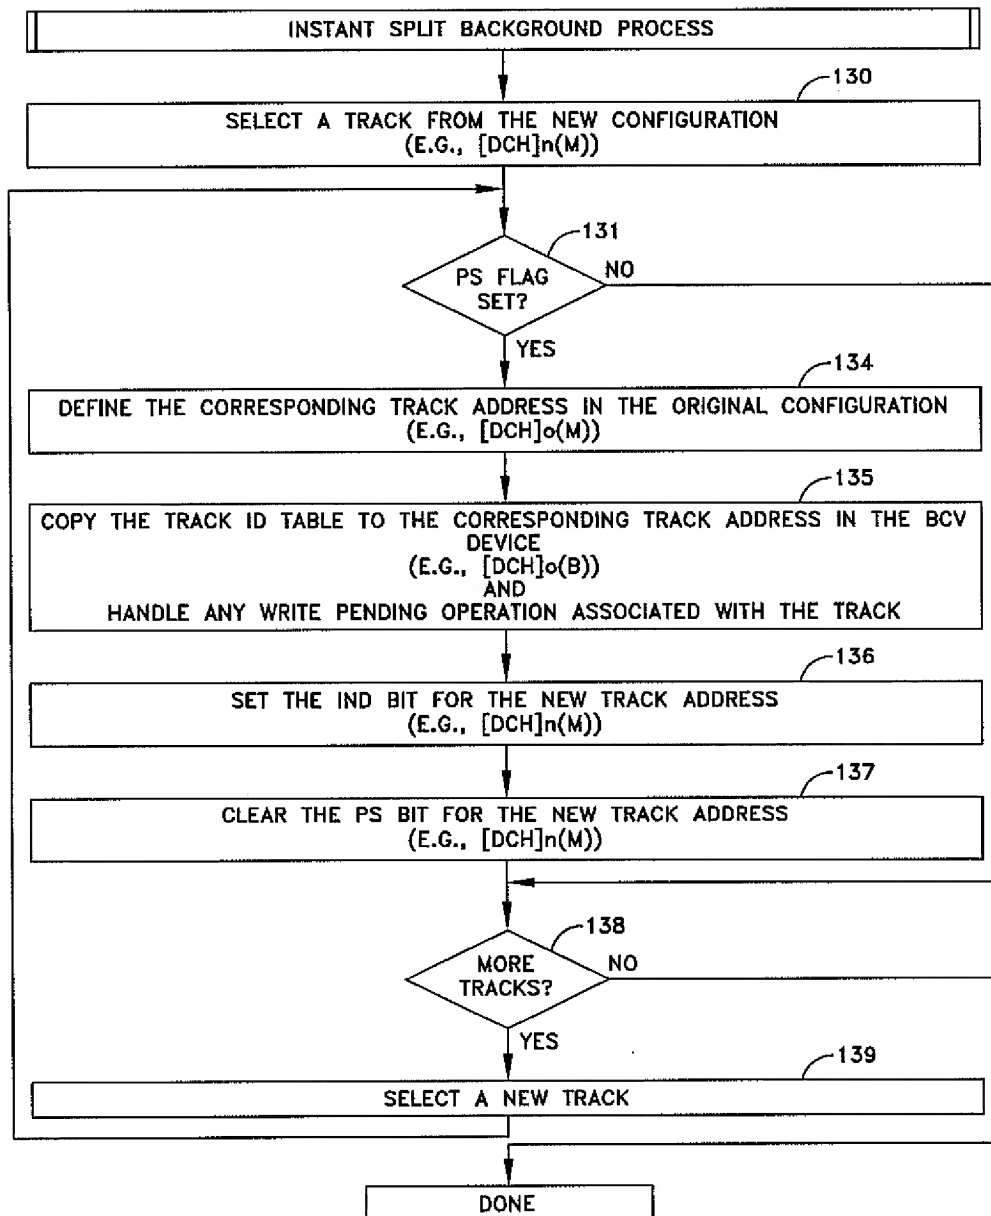 INSTANT SPLIT BACKGROUND PROCESS
130
SELECT A TRACK FROM THE NEW CONFIGURATION
(E.G., [DCH]n(M))
131
PS FLAG
SET?
NO
YES
134
DEFINE THE CORRESPONDING TRACK ADDRESS IN THE ORIGINAL CONFIGURATION
(E.G., [DCH]o(M))
135
COPY THE TRACK ID TABLE TO THE CORRESPONDING TRACK ADDRESS IN THE BCV
DEVICE
(E.G., [DCH]o(B))
AND
HANDLE ANY WRITE PENDING OPERATION ASSOCIATED WITH THE TRACK
136
SET THE IND BIT FOR THE NEW TRACK ADDRESS
(E.G., [DCH]n(M))
137
CLEAR THE PS BIT FOR THE NEW TRACK ADDRESS
(E.G., [DCH]n(M))
138
MORE
TRACKS?
NO
YES
139
SELECT A NEW TRACK
DONE